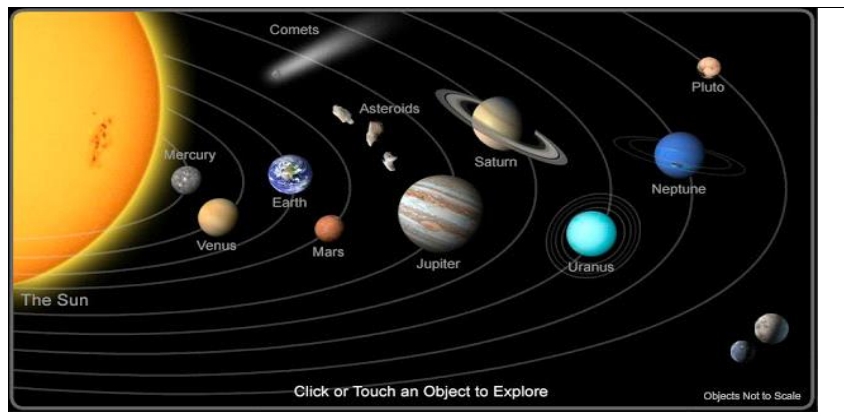 Comets
Pluto
Asteroids
Mercury
Saturn
Neptune
Earth
Venus
Mars
Jupiter
Uranus
The Sun
Click or Touch an Object to Explore
Objects Not to Scale